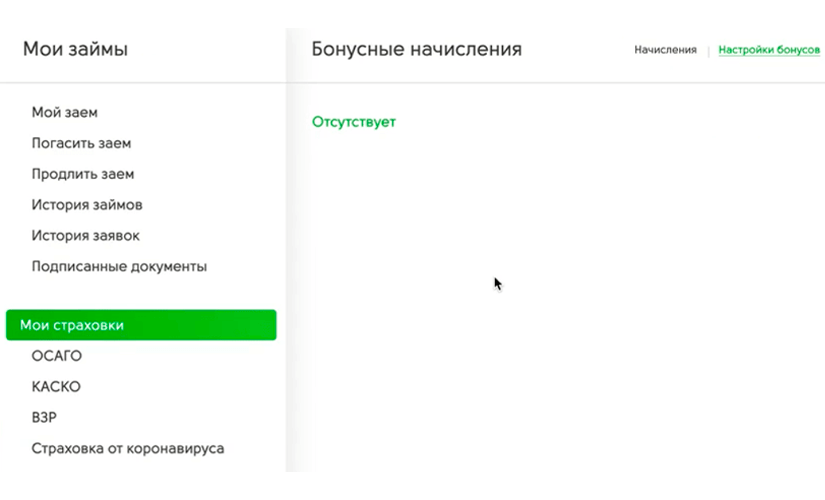 Мои займы
Мой заем
Погасить заем
Продлить заем
История займов
История заявок
Подписанные документы
Мои страховки
ОСАГО
КАСКО
ВЗР
Страховка от коронавируса
Бонусные начисления
Начисления | Настройки бонусов
Отсутствует